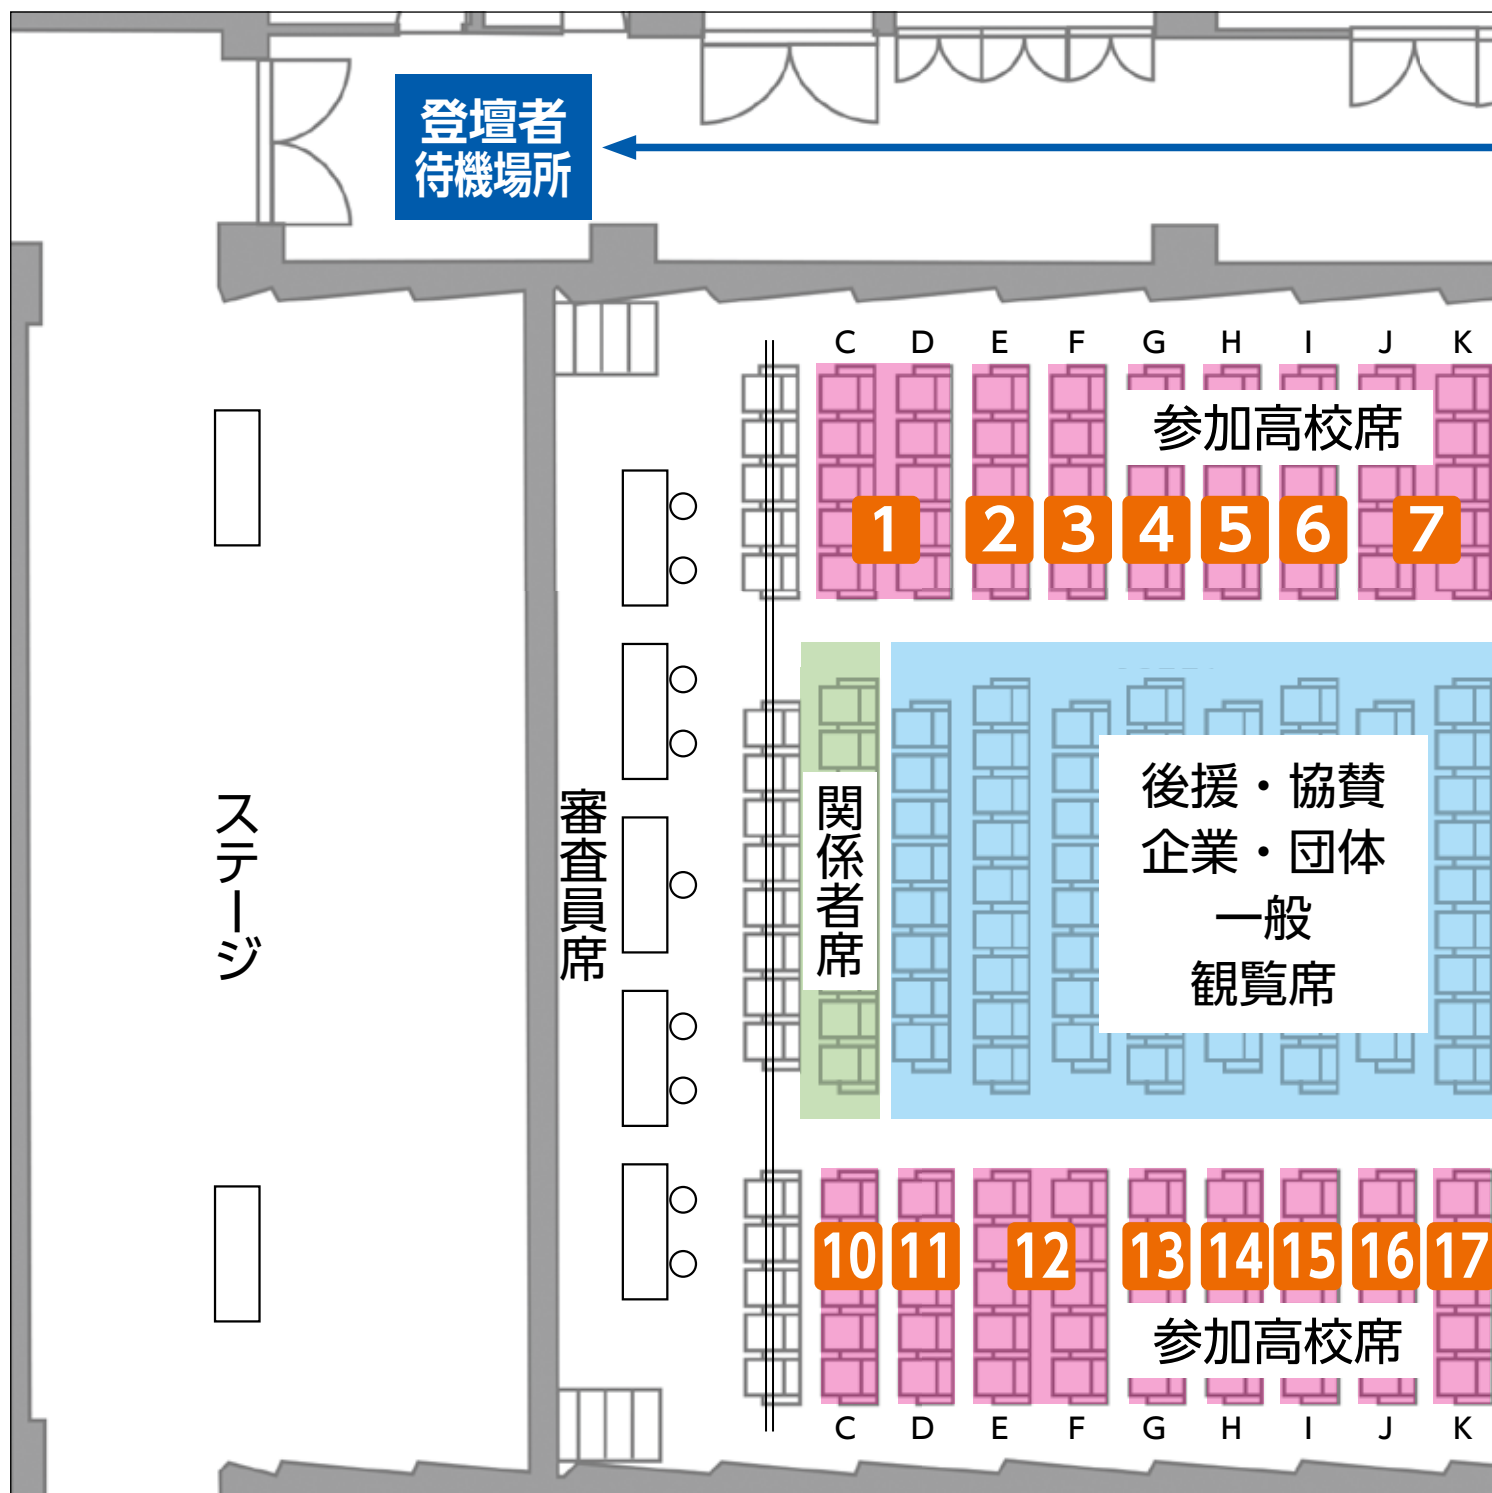 登壇者
待機場所
C D E F G H I J K
参加高校席
1 2 3 4 5 6 7
ステージ
審査員席
関係者席
後援・協賛
企業・団体
一般
観覧席
10 11 12 13 14 15 16 17
参加高校席
C D E F G H I J K